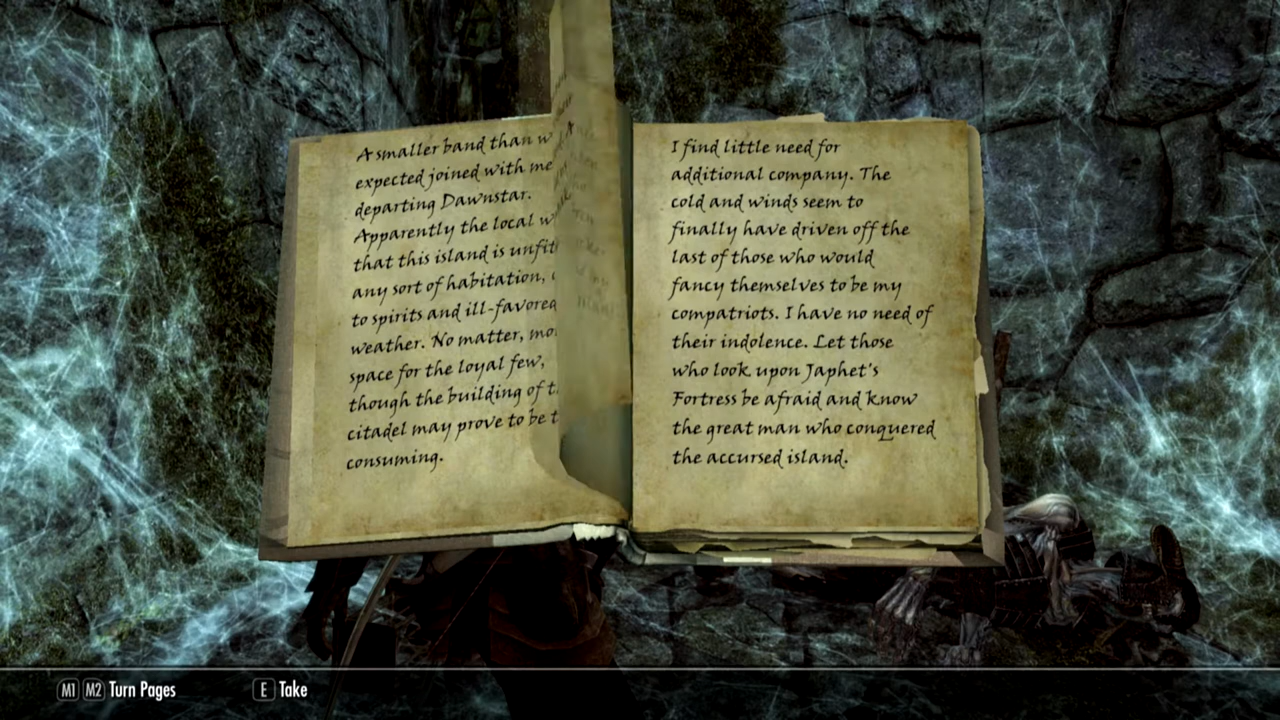 A smaller band than
expected joined with me
departing Dawnstar.
Apparently the local
that this island is
any sort of habitation,
to spirits and ill-favored
weather. No matter,
space for the loyal few,
though the building of
citadel may prove to be
consuming.
I find little need for
additional company. The
cold and winds seem to
finally have driven off the
last of those who would
fancy themselves to be my
compatriots. I have no need of
their indolence. Let those
who look upon Japhet's
Fortress be afraid and know
the great man who conquered
the accursed island.
M1 M2 Turn Pages E Take